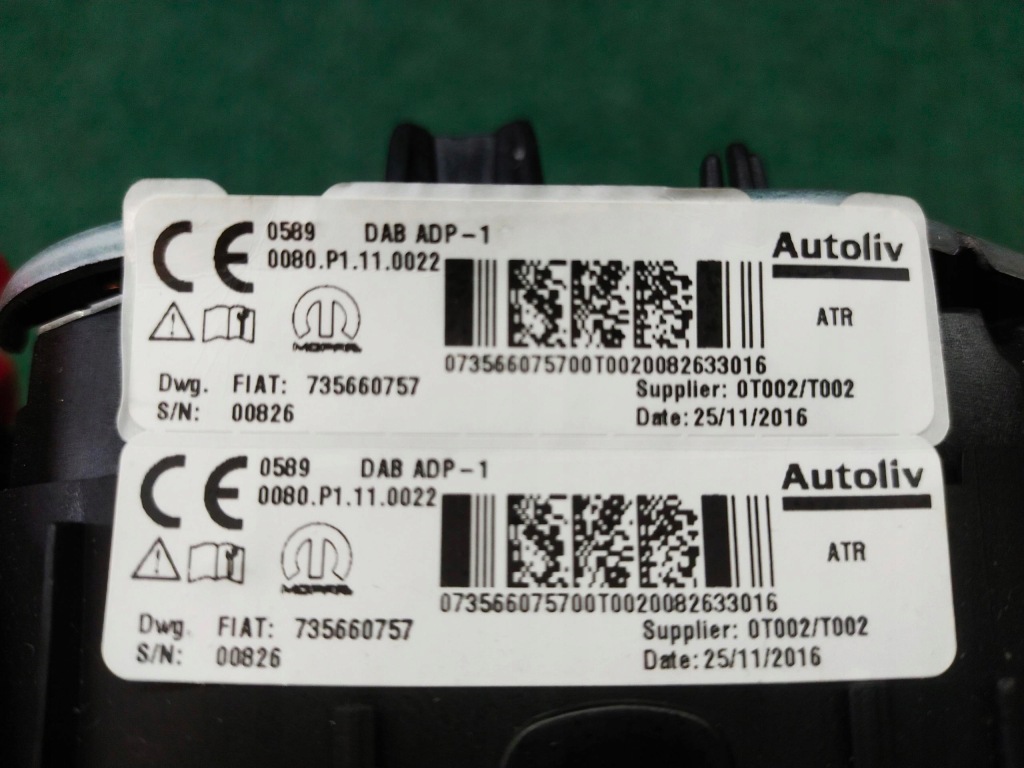 CE 0589 DAB ADP-1
0080.P1.11.0022
Autoliv
ATR
MOPAR
073566075700T0020082633016
Dwg. FIAT: 735660757
Supplier: 0T002/T002
S/N: 00826
Date: 25/11/2016
CE 0589 DAB ADP-1
0080.P1.11.0022
Autoliv
ATR
MOPAR
073566075700T0020082633016
Dwg. FIAT: 735660757
Supplier: 0T002/T002
S/N: 00826
Date: 25/11/2016